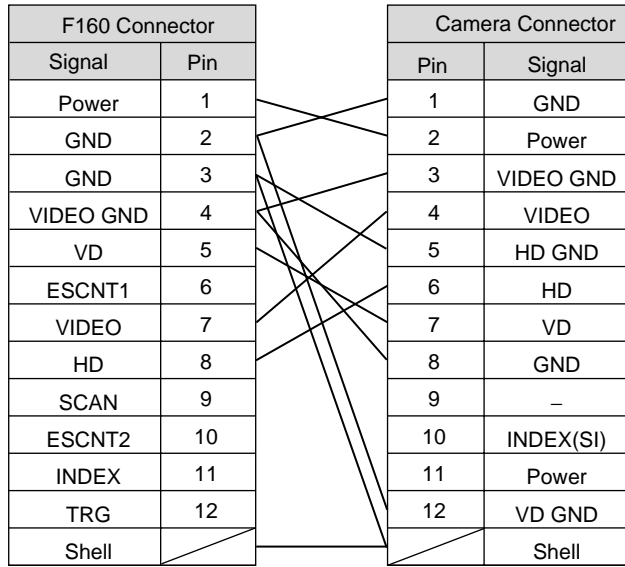 F160 Connector Camera Connector
Signal Pin Pin Signal
Power 1 1 GND
GND 2 2 Power
GND 3 3 VIDEO GND
VIDEO GND 4 4 VIDEO
VD 5 5 HD GND
ESCNT1 6 6 HD
VIDEO 7 7 VD
HD 8 8 GND
SCAN 9 9 –
ESCNT2 10 10 INDEX(SI)
INDEX 11 11 Power
TRG 12 12 VD GND
Shell Shell